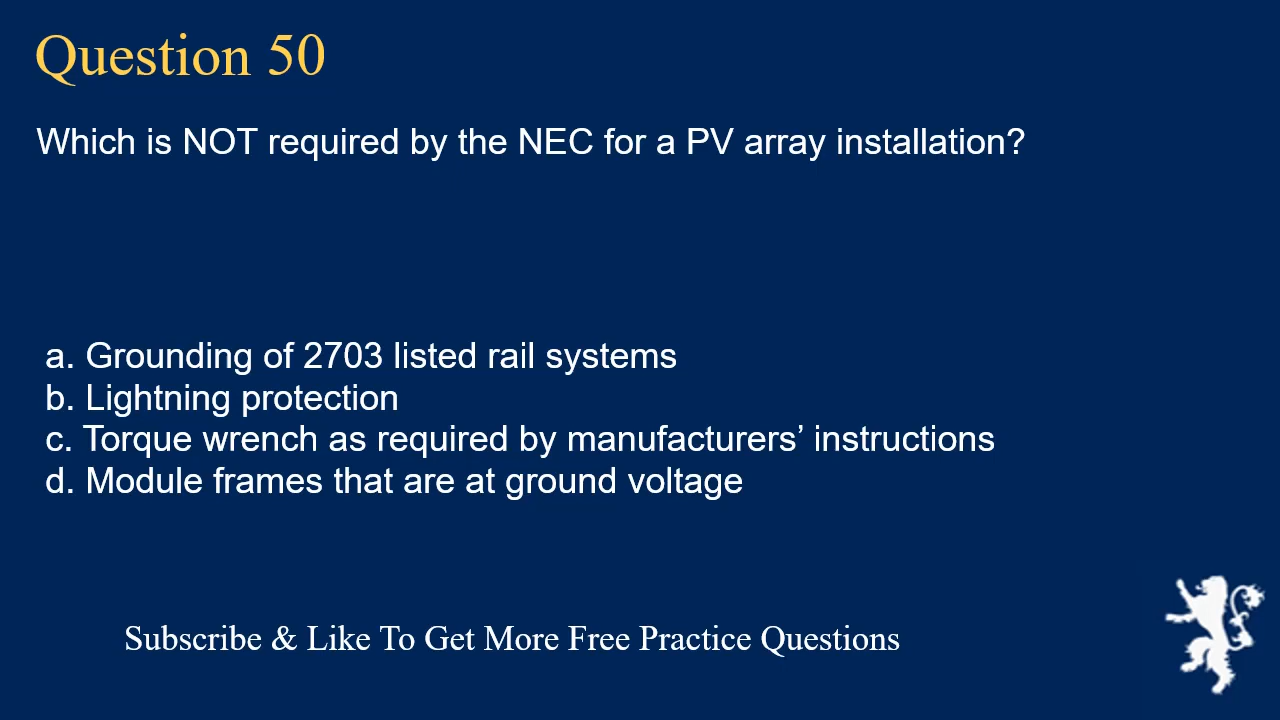 Question 50
Which is NOT required by the NEC for a PV array installation?
a. Grounding of 2703 listed rail systems
b. Lightning protection
c. Torque wrench as required by manufacturers’ instructions
d. Module frames that are at ground voltage
Subscribe & Like To Get More Free Practice Questions